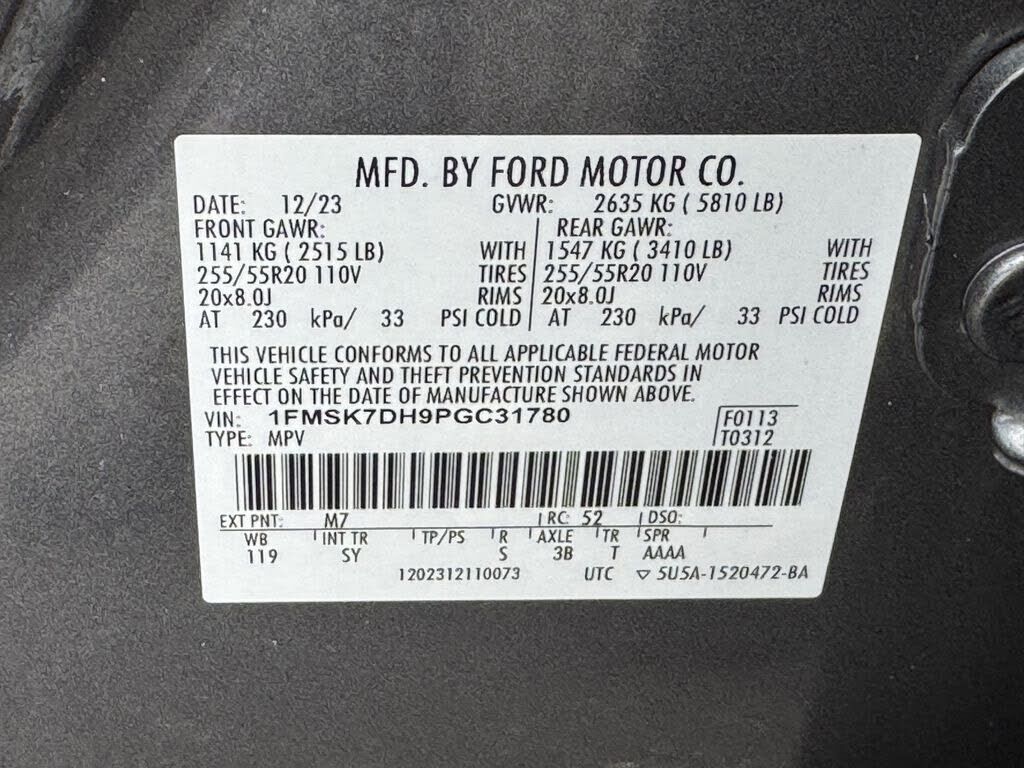 MFD. BY FORD MOTOR CO.
DATE: 12/23 GVWR: 2635 KG ( 5810 LB)
FRONT GAWR: REAR GAWR:
1141 KG ( 2515 LB) WITH 1547 KG ( 3410 LB) WITH
255/55R20 110V TIRES 255/55R20 110V TIRES
20x8.0J RIMS 20x8.0J RIMS
AT 230 kPa/ 33 PSI COLD AT 230 kPa/ 33 PSI COLD
THIS VEHICLE CONFORMS TO ALL APPLICABLE FEDERAL MOTOR
VEHICLE SAFETY AND THEFT PREVENTION STANDARDS IN
EFFECT ON THE DATE OF MANUFACTURE SHOWN ABOVE.
VIN: 1FMSK7DH9PGC31780 F0113
TYPE: MPV T0312
EXT PNT: M7 RC: 52 DSO:
WB INT TR TP/PS R AXLE TR SPR
119 SY S 3B T AAAA
1202312110073 UTC ▽ 5U5A-1520472-BA